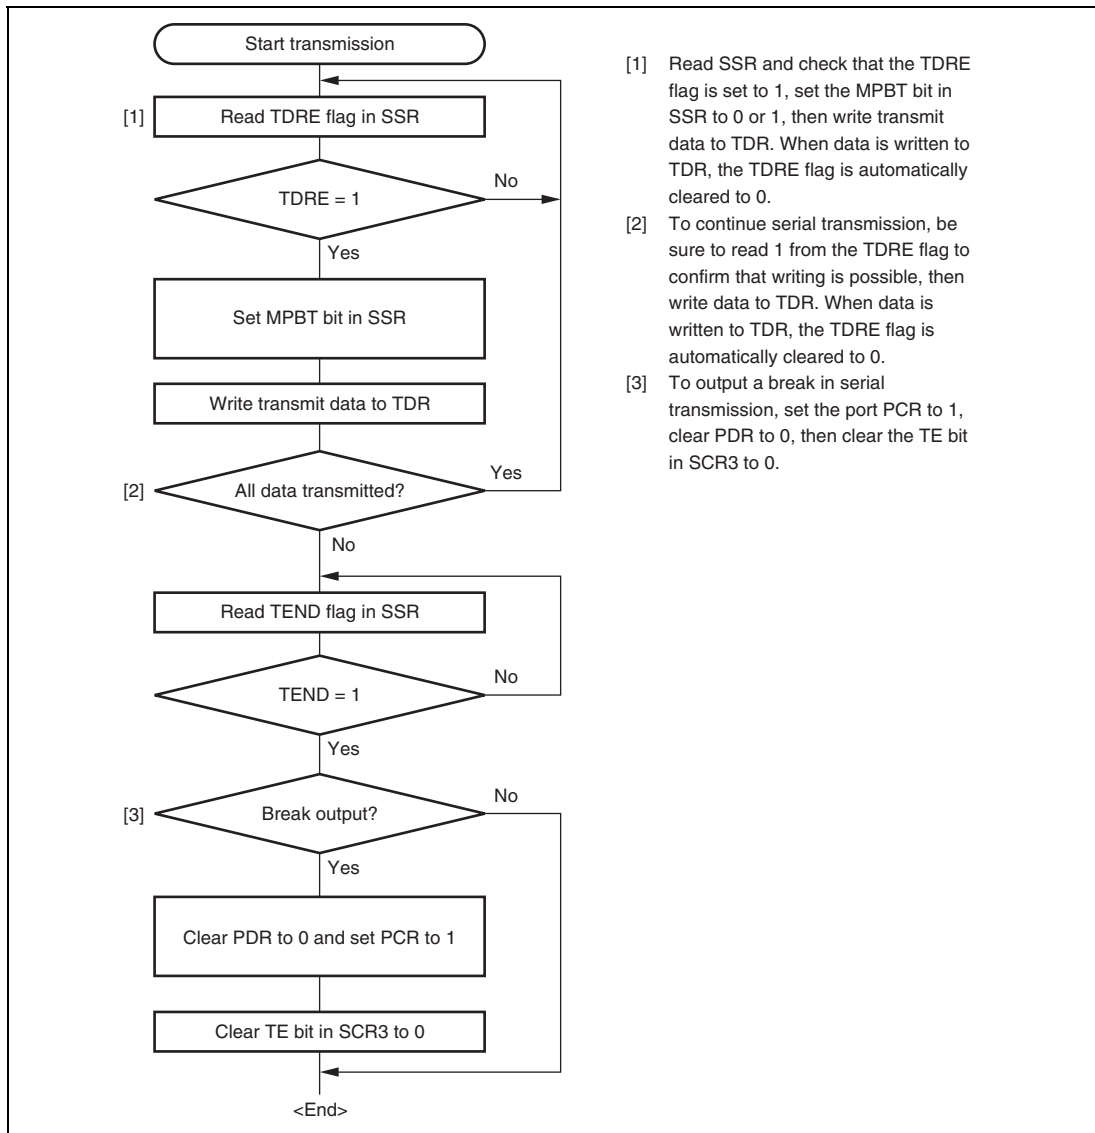 Start transmission
[1] Read TDRE flag in SSR
TDRE = 1
No
Yes
Set MPBT bit in SSR
Write transmit data to TDR
[2] All data transmitted?
Yes
No
Read TEND flag in SSR
TEND = 1
No
Yes
[3] Break output?
No
Yes
Clear PDR to 0 and set PCR to 1
Clear TE bit in SCR3 to 0
<End>
[1] Read SSR and check that the TDRE
flag is set to 1, set the MPBT bit in
SSR to 0 or 1, then write transmit
data to TDR. When data is written to
TDR, the TDRE flag is automatically
cleared to 0.
[2] To continue serial transmission, be
sure to read 1 from the TDRE flag to
confirm that writing is possible, then
write data to TDR. When data is
written to TDR, the TDRE flag is
automatically cleared to 0.
[3] To output a break in serial
transmission, set the port PCR to 1,
clear PDR to 0, then clear the TE bit
in SCR3 to 0.